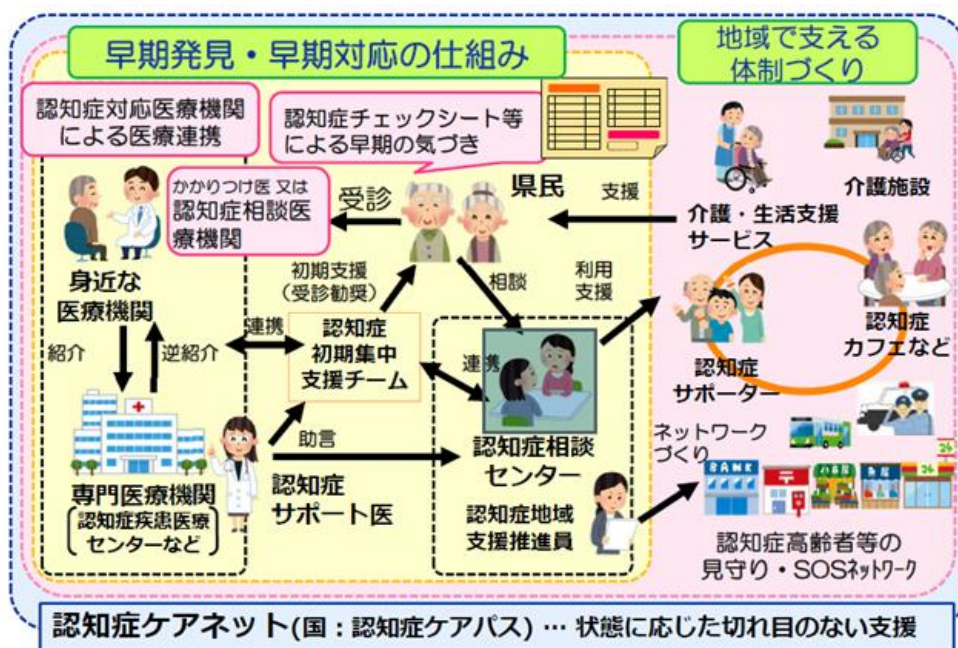 早期発見・早期対応の仕組み
地域で支える
体制づくり
認知症対応医療機関
による医療連携
認知症チェックシート等
による早期の気づき
かかりつけ医 又は
認知症相談医
療機関
受診
県民
支援
介護・生活支援
サービス
介護施設
身近な
医療機関
初期支援
(受診勧奨)
相談
利用
支援
紹介
逆紹介
連携
認知症
初期集中
支援チーム
連携
認知症
サポーター
認知症
カフェなど
助言
認知症相談
センター
専門医療機関
認知症疾患医療
センターなど
認知症
サポート医
認知症地域
支援推進員
ネットワーク
づくり
BANK
〒
八百屋
魚屋
24
認知症高齢者等の
見守り・SOSネットワーク
認知症ケアネット(国：認知症ケアパス) … 状態に応じた切れ目のない支援